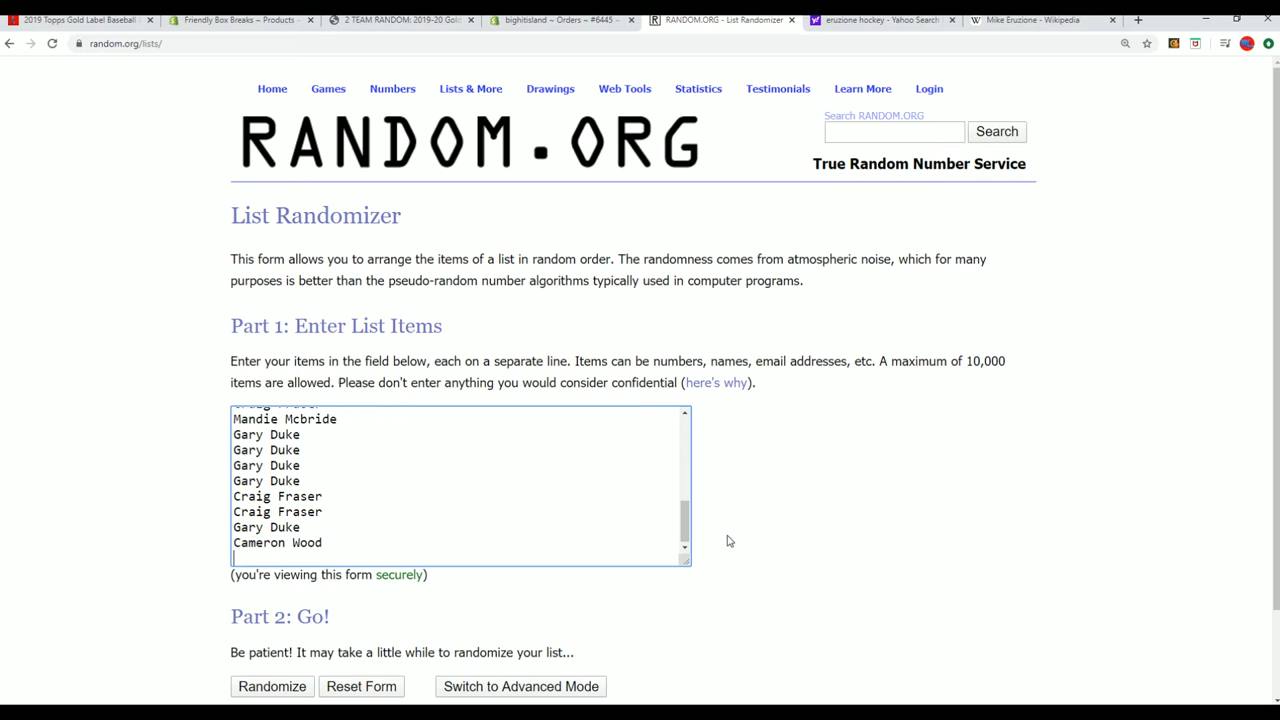 2019 Topps Gold Label Baseball
Friendly Box Breaks ~ Products ~
2 TEAM RANDOM: 2019-20 Gold
bighitisland ~ Orders ~ #6445 ~
RANDOM.ORG - List Randomizer
eruzione hockey - Yahoo Search
Mike Eruzione - Wikipedia
random.org/lists/
Home Games Numbers Lists & More Drawings Web Tools Statistics Testimonials Learn More Login
RANDOM.ORG
Search RANDOM.ORG
Search
True Random Number Service
List Randomizer
This form allows you to arrange the items of a list in random order. The randomness comes from atmospheric noise, which for many
purposes is better than the pseudo-random number algorithms typically used in computer programs.
Part 1: Enter List Items
Enter your items in the field below, each on a separate line. Items can be numbers, names, email addresses, etc. A maximum of 10,000
items are allowed. Please don't enter anything you would consider confidential (here's why).
Craig Fraser
Mandie Mcbride
Gary Duke
Gary Duke
Gary Duke
Gary Duke
Craig Fraser
Craig Fraser
Gary Duke
Cameron Wood
(you're viewing this form securely)
Part 2: Go!
Be patient! It may take a little while to randomize your list...
Randomize Reset Form Switch to Advanced Mode